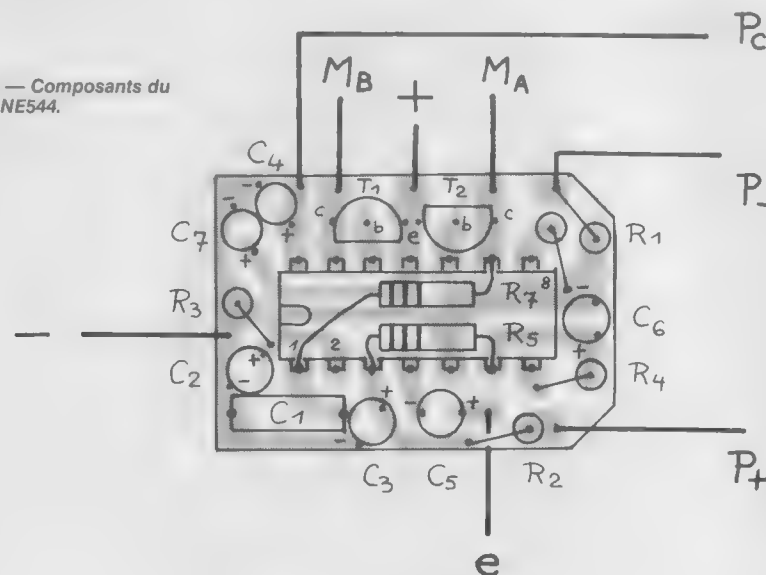 — Composants du
NE544.
Pc
MB + MA
P-
C4
T1 T2
- -
c b e b c
C7
+ +
R1
R3
R7 8
-
C6
—
1 2
R5
+
C2
+
-
R4
C1
+ - +
-
C3 C5 R2
P+
e